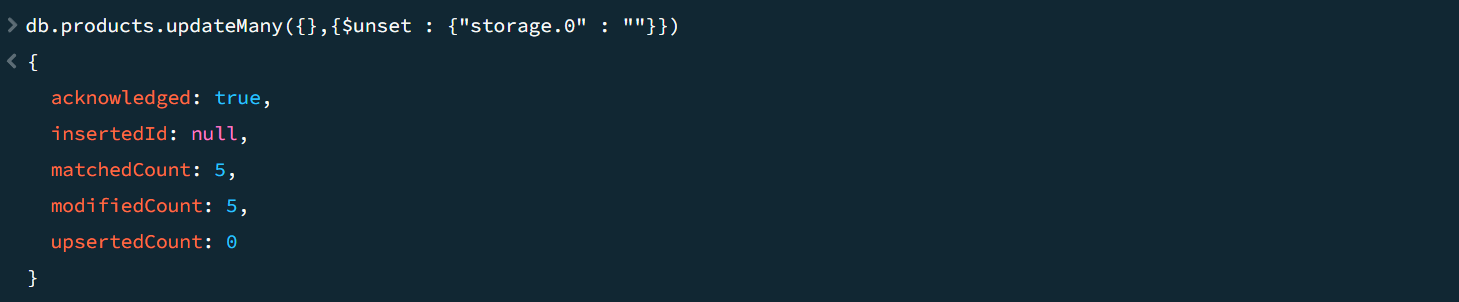 > db.products.updateMany({},{$unset : {"storage.0" : ""}})
< {
acknowledged: true,
insertedId: null,
matchedCount: 5,
modifiedCount: 5,
upsertedCount: 0
}